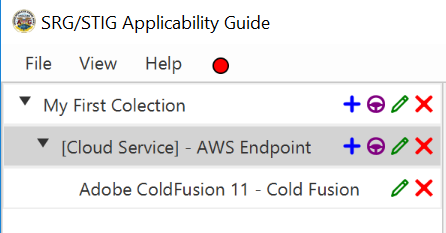 SRG/STIG Applicability Guide
File View Help
My First Colection
[Cloud Service] - AWS Endpoint
Adobe ColdFusion 11 - Cold Fusion